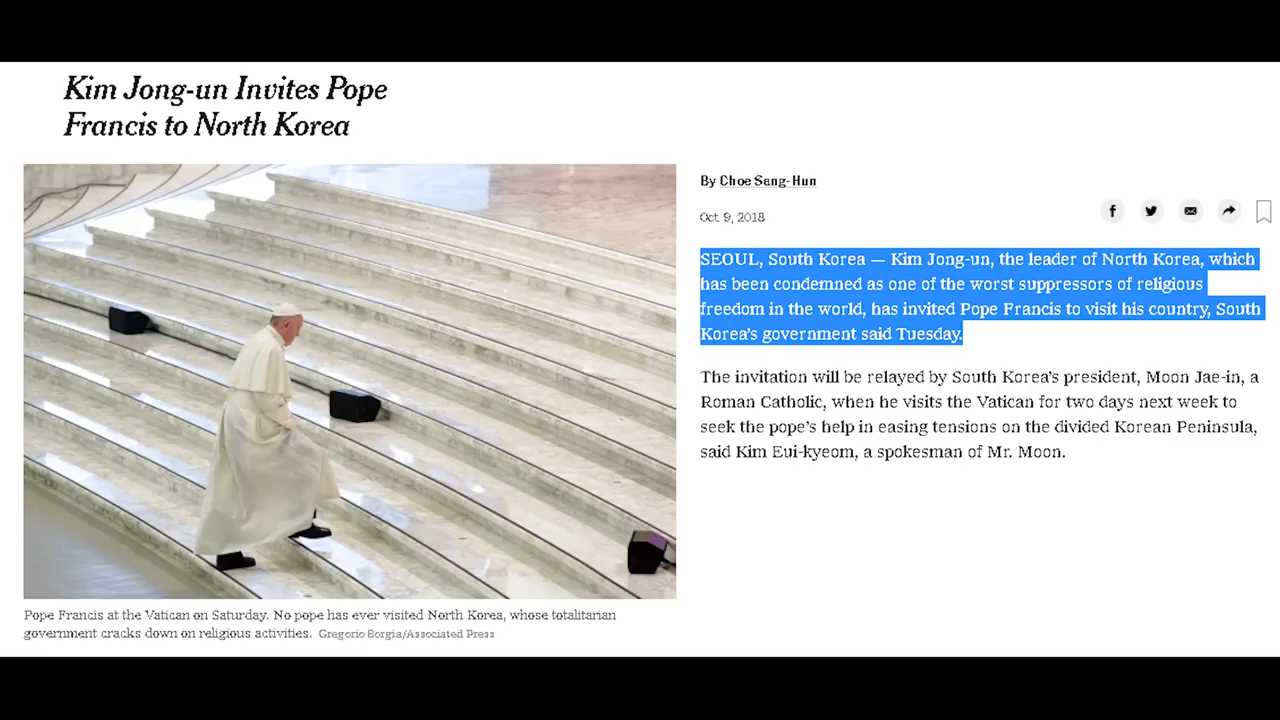 Kim Jong-un Invites Pope
Francis to North Korea
By Choe Sang-Hun
Oct 9, 2018
SEOUL, South Korea — Kim Jong-un, the leader of North Korea, which
has been condemned as one of the worst suppressors of religious
freedom in the world, has invited Pope Francis to visit his country, South
Korea's government said Tuesday.
The invitation will be relayed by South Korea's president, Moon Jae-in, a
Roman Catholic, when he visits the Vatican for two days next week to
seek the pope's help in easing tensions on the divided Korean Peninsula,
said Kim Eui-kyeom, a spokesman of Mr. Moon.
Pope Francis at the Vatican on Saturday. No pope has ever visited North Korea, whose totalitarian
government cracks down on religious activities. Gregorio Borgia/Associated Press